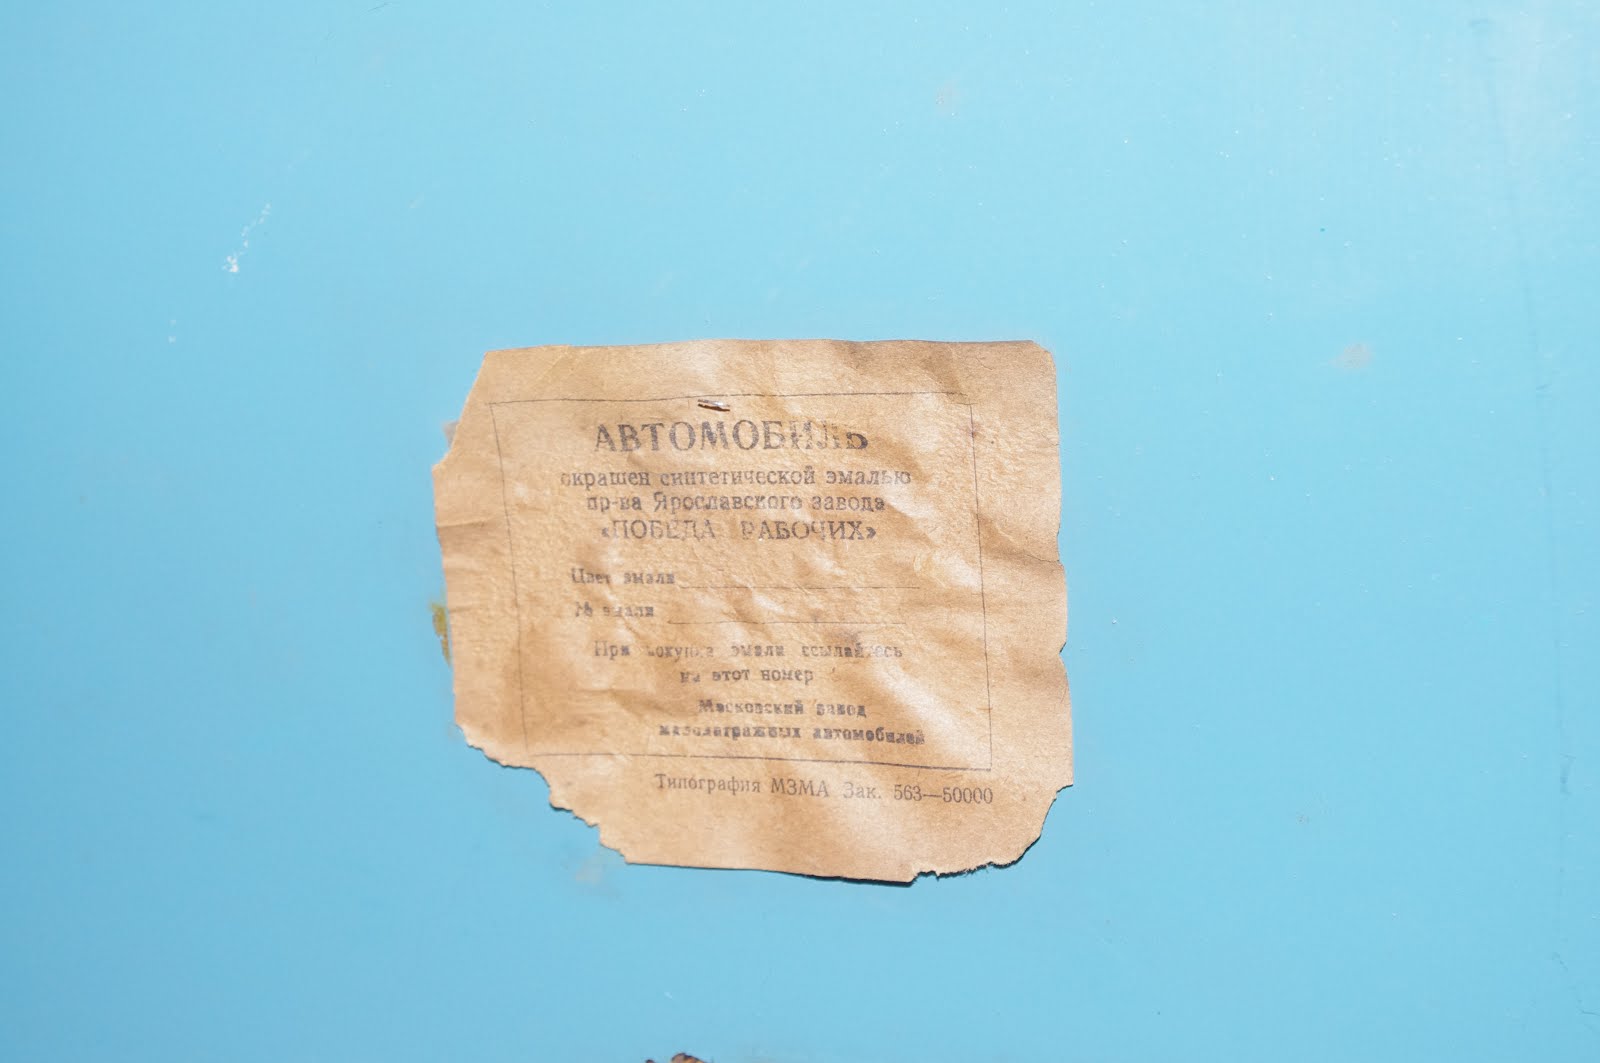 АВТОМОБИЛЬ
окрашен синтетической эмалью
пр-ва Ярославского завода
«ПОБЕДА РАБОЧИХ»
Цвет эмали
№ эмали
При покупке эмали ссылайтесь
на этот номер
Московский завод
малолитражных автомобилей
Типография МЗМА Зак. 563—50000